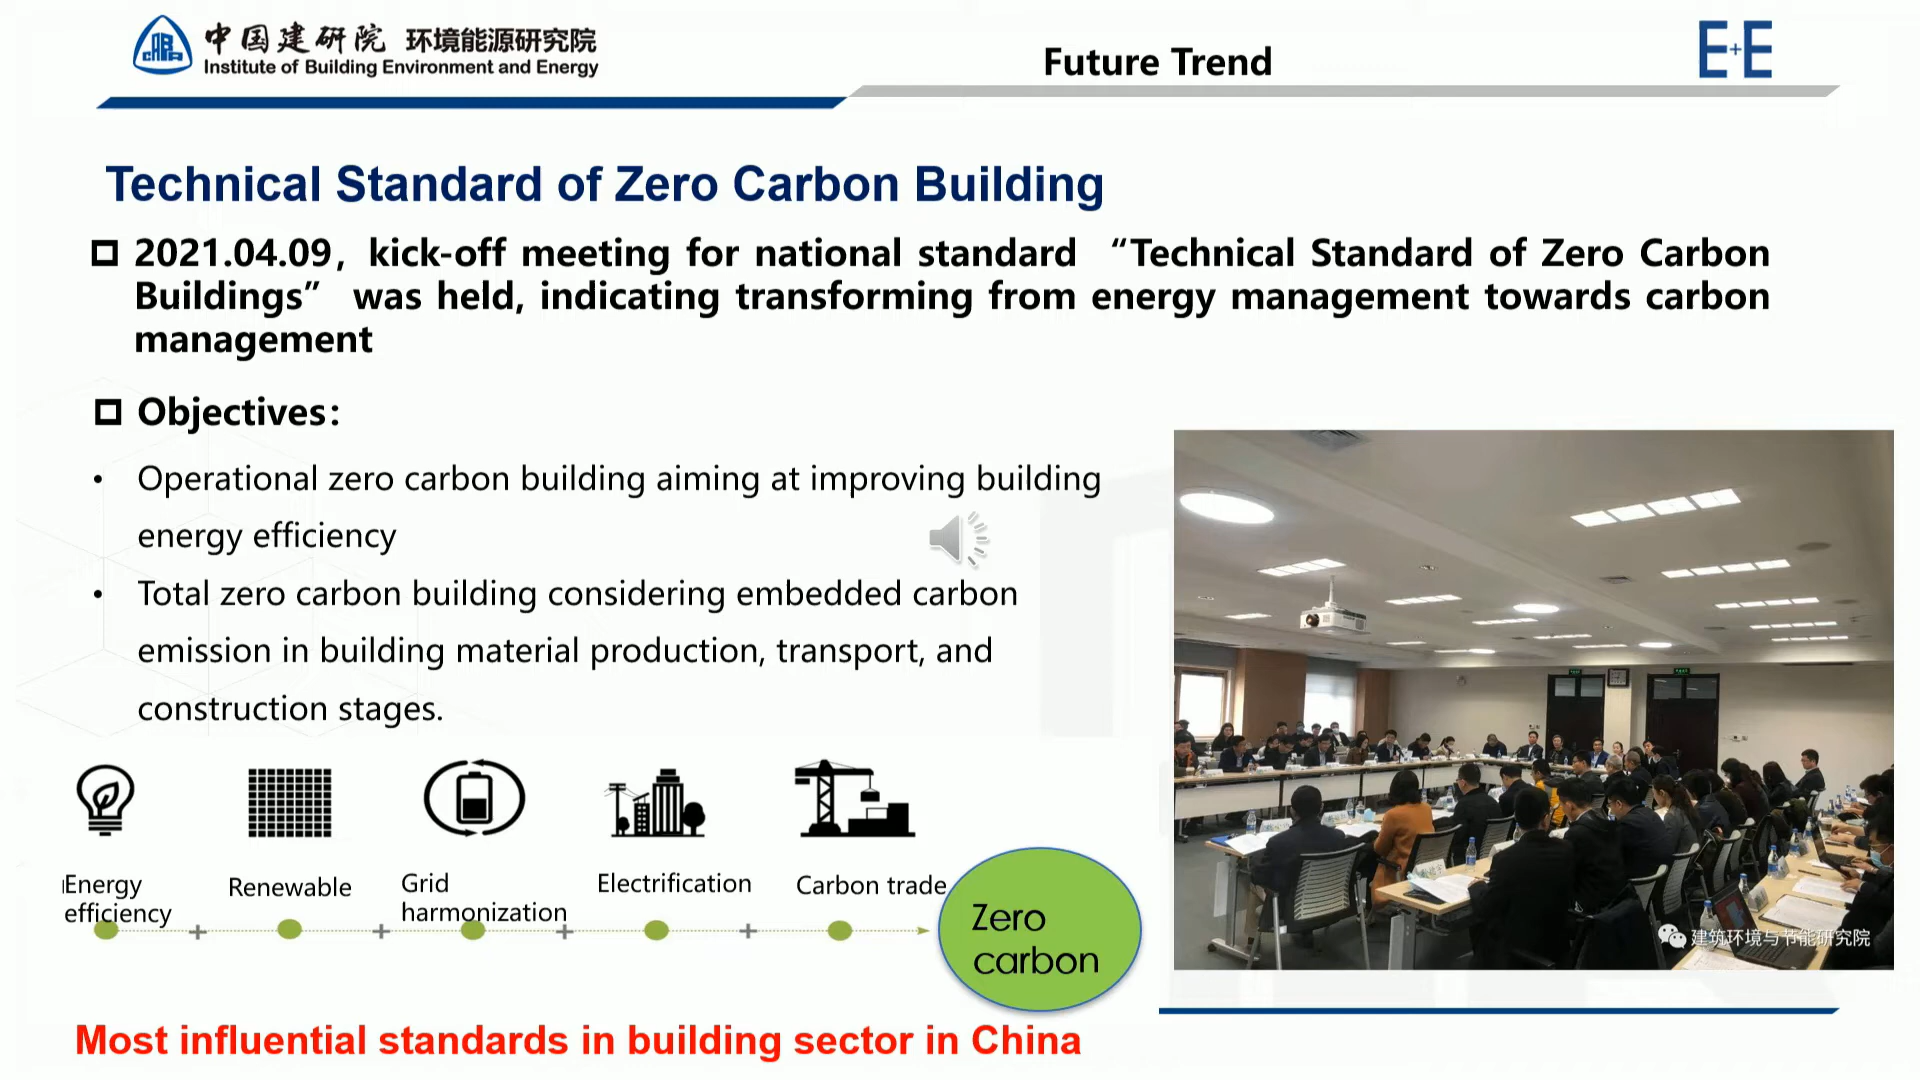 中国建研院 环境能源研究院
Institute of Building Environment and Energy
Future Trend
E+E
Technical Standard of Zero Carbon Building
2021.04.09, kick-off meeting for national standard “Technical Standard of Zero Carbon
Buildings” was held, indicating transforming from energy management towards carbon
management
Objectives:
• Operational zero carbon building aiming at improving building
energy efficiency
• Total zero carbon building considering embedded carbon
emission in building material production, transport, and
construction stages.
Energy
efficiency
Renewable
Grid
harmonization
Electrification
Carbon trade
Zero
carbon
建筑环境与节能研究院
Most influential standards in building sector in China